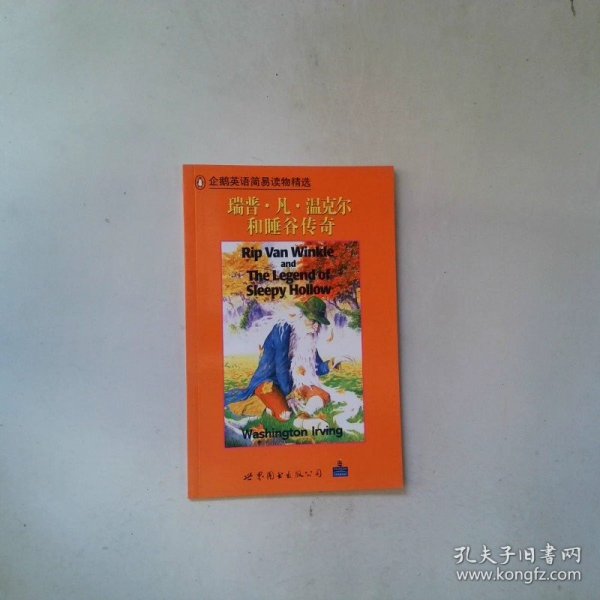 企鹅英语简易读物精选
瑞普·凡·温克尔
和睡谷传奇
Rip Van Winkle
and
The Legend of
Sleepy Hollow
Washington Irving
世界图书出版公司
孔夫子旧书网
www.kongfz.com